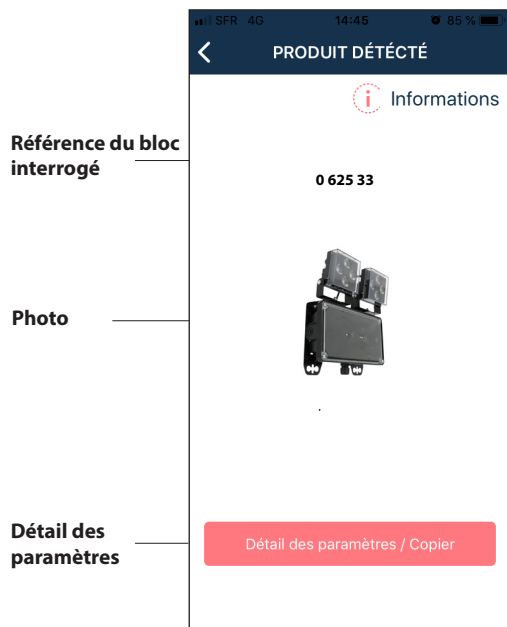 SFR 4G 14:45 85 %
PRODUIT DÉTÉCTÉ
i Informations
Référence du bloc
interrogé
0 625 33
Photo
Détail des
paramètres
Détail des paramètres / Copier